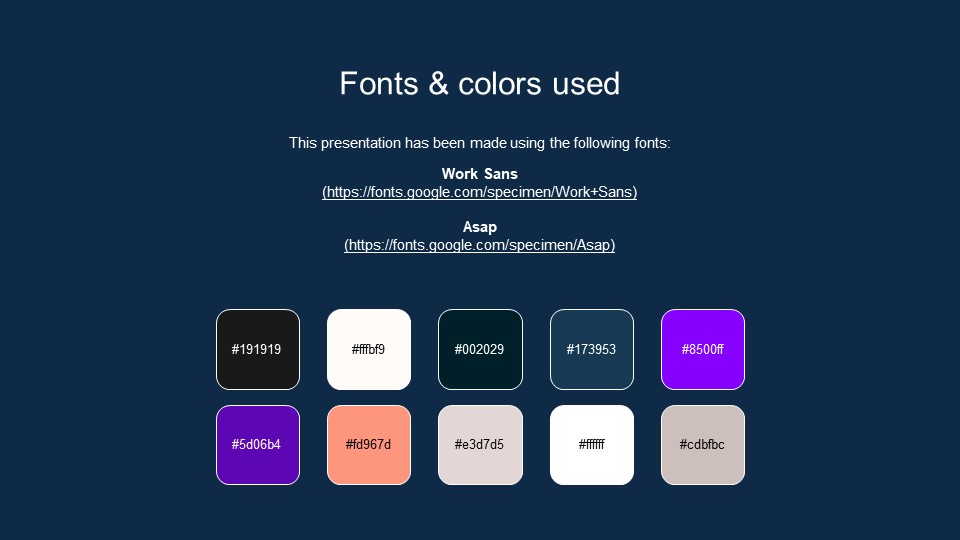 Fonts & colors used
This presentation has been made using the following fonts:
Work Sans
(https://fonts.google.com/specimen/Work+Sans)
Asap
(https://fonts.google.com/specimen/Asap)
#191919 #fffbf9 #002029 #173953 #8500ff
#5d06b4 #fd967d #e3d7d5 #ffffff #cdbfbc